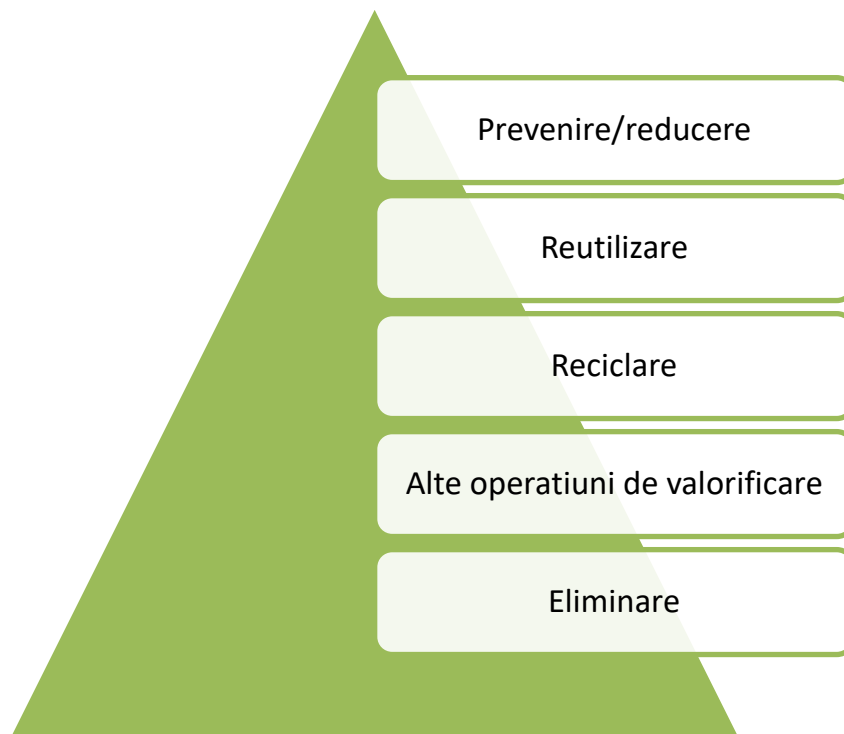 Prevenire/reducere
Reutilizare
Reciclare
Alte operatiuni de valorificare
Eliminare